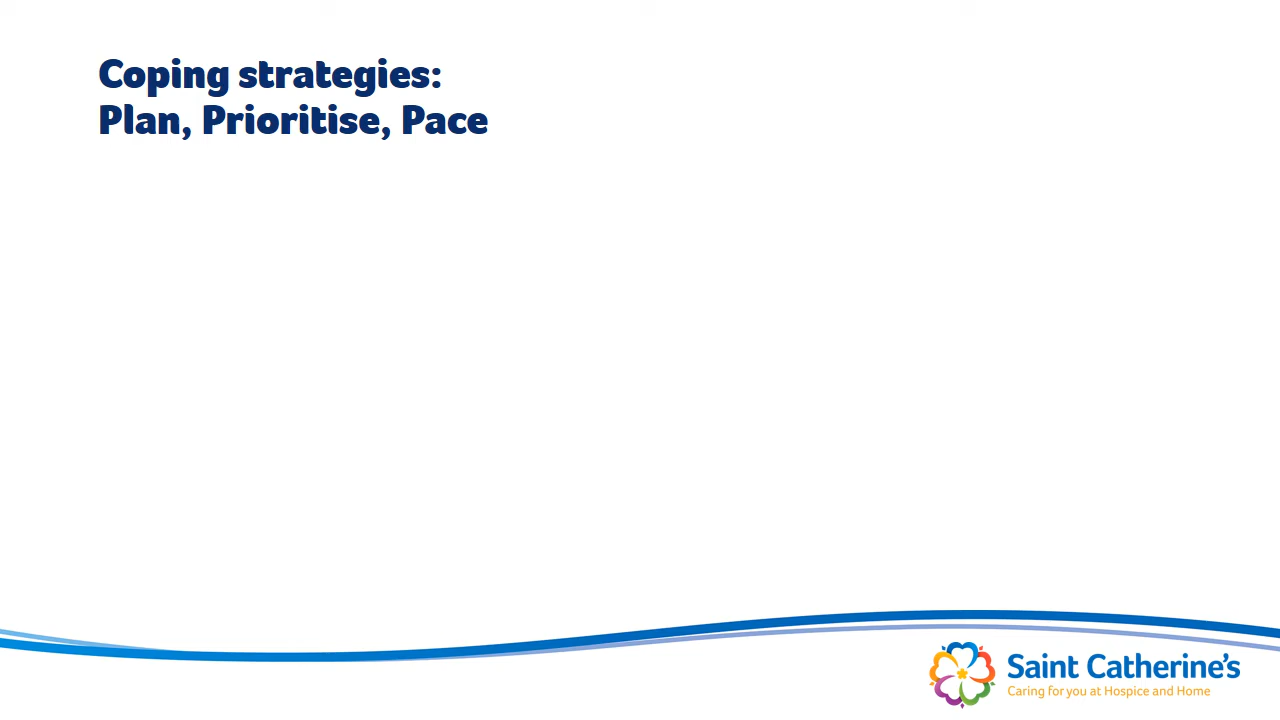 Coping strategies:
Plan, Prioritise, Pace
Saint Catherine's
Caring for you at Hospice and Home